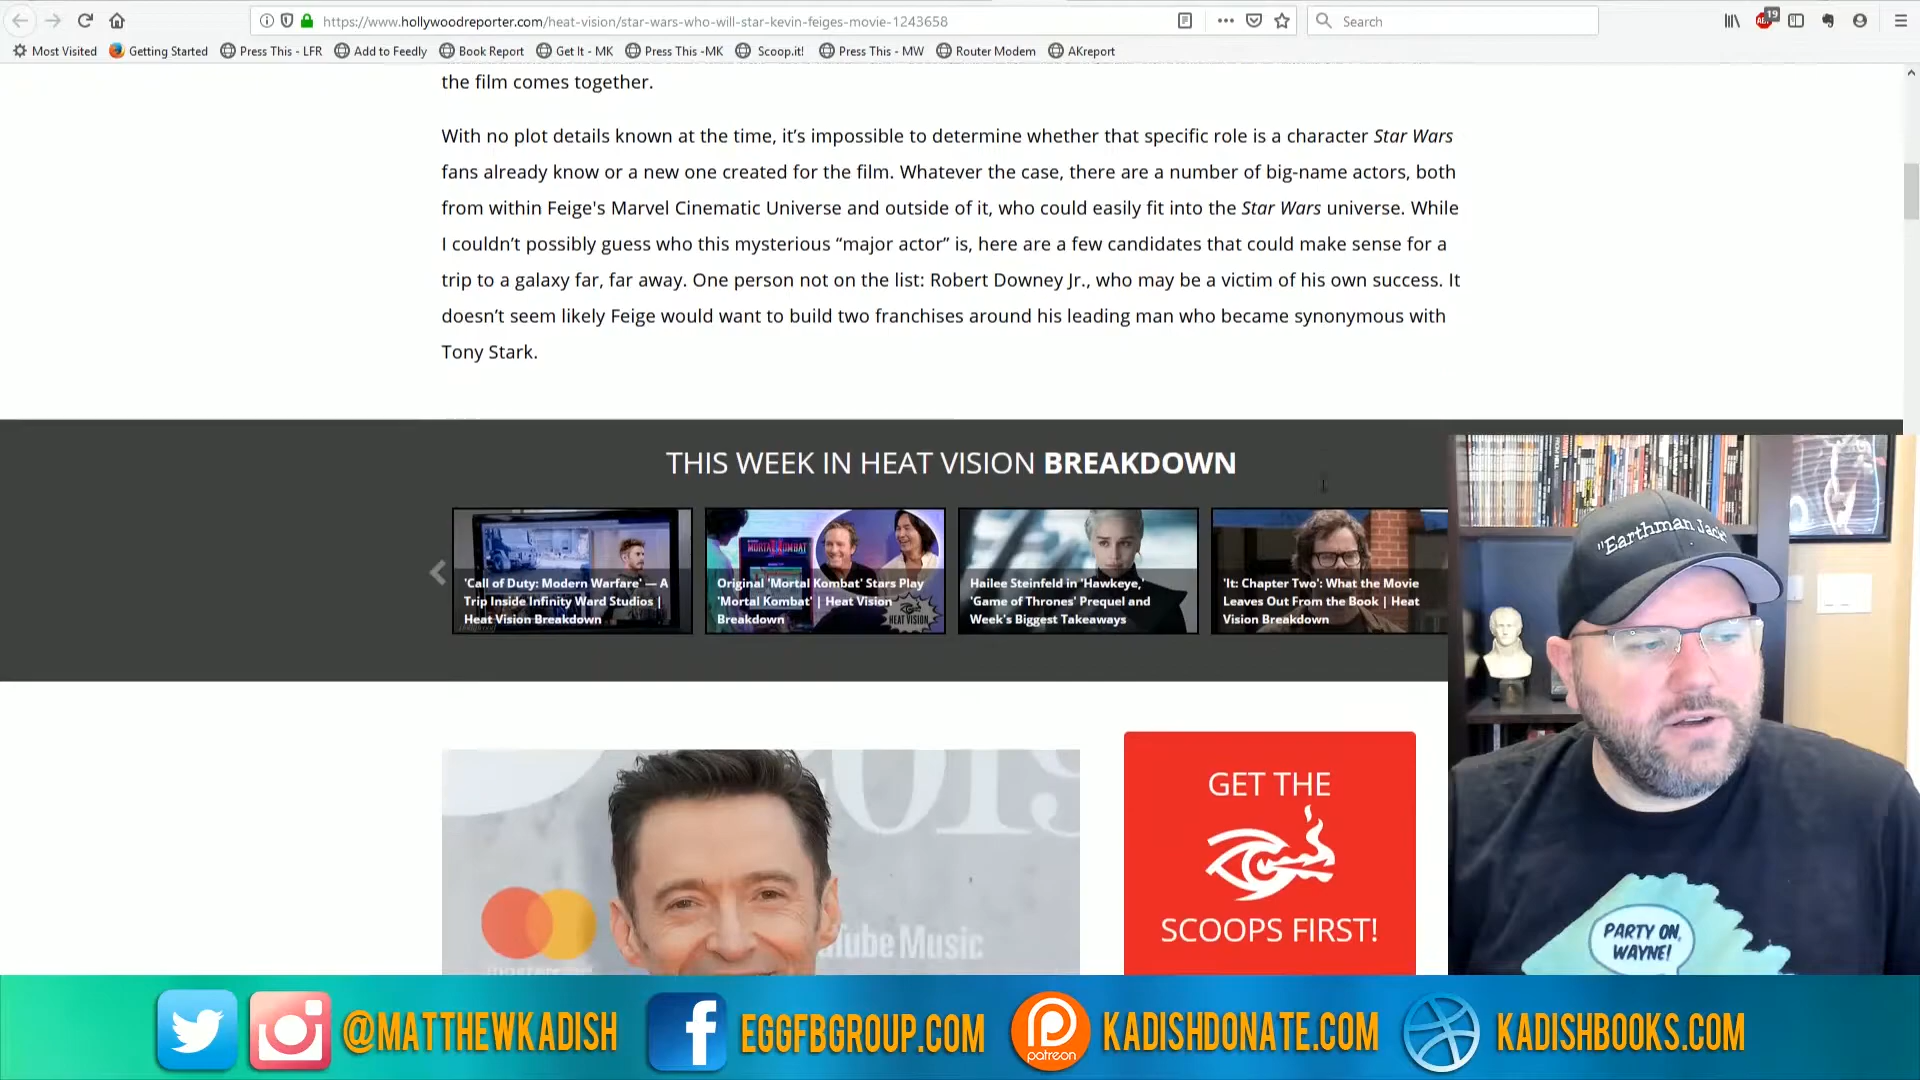 https://www.hollywoodreporter.com/heat-vision/star-wars-who-will-star-kevin-feiges-movie-1243658
Search
19
Most Visited
Getting Started
Press This - LFR
Add to Feedly
Book Report
Get It - MK
Press This -MK
Scoop.it!
Press This - MW
Router Modem
AKreport
the film comes together.
With no plot details known at the time, it’s impossible to determine whether that specific role is a character Star Wars
fans already know or a new one created for the film. Whatever the case, there are a number of big-name actors, both
from within Feige's Marvel Cinematic Universe and outside of it, who could easily fit into the Star Wars universe. While
I couldn’t possibly guess who this mysterious “major actor” is, here are a few candidates that could make sense for a
trip to a galaxy far, far away. One person not on the list: Robert Downey Jr., who may be a victim of his own success. It
doesn’t seem likely Feige would want to build two franchises around his leading man who became synonymous with
Tony Stark.
THIS WEEK IN HEAT VISION BREAKDOWN
'Call of Duty: Modern Warfare' — A
Trip Inside Infinity Ward Studios |
Heat Vision Breakdown
MORTAL KOMBAT
Original 'Mortal Kombat' Stars Play
'Mortal Kombat' | Heat Vision
Breakdown
HEAT VISION
Hailee Steinfeld in 'Hawkeye,'
'Game of Thrones' Prequel and
Week's Biggest Takeaways
'It: Chapter Two': What the Movie
Leaves Out From the Book | Heat
Vision Breakdown
"Earthman Jack
GET THE
SCOOPS FIRST!
Tube Music
PARTY ON,
WAYNE!
@MATTHEWKADISH
EGGFBGROUP.COM
patreon
KADISHDONATE.COM
KADISHBOOKS.COM